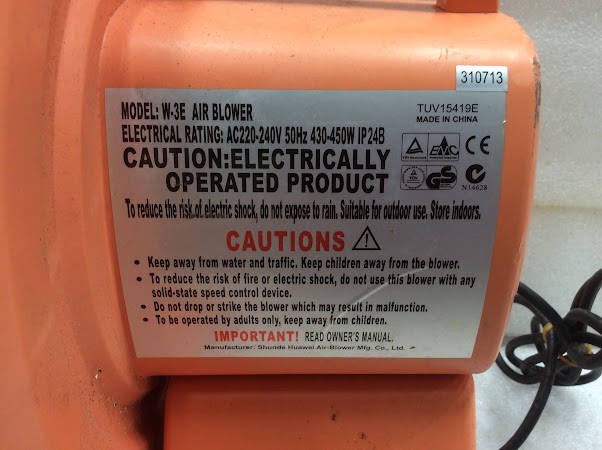 310713
MODEL: W-3E AIR BLOWER
TUV15419E
MADE IN CHINA
ELECTRICAL RATING: AC220-240V 50Hz 430-450W IP24B
CAUTION:ELECTRICALLY
OPERATED PRODUCT
EMC
CE
GS
N14628
To reduce the risk of electric shock, do not expose to rain. Suitable for outdoor use. Store indoors.
CAUTIONS
• Keep away from water and traffic. Keep children away from the blower.
• To reduce the risk of fire or electric shock, do not use this blower with any
solid-state speed control device.
• Do not drop or strike the blower which may result in malfunction.
• To be operated by adults only, keep away from children.
IMPORTANT! READ OWNER'S MANUAL.
Manufacturer: Shunde Huawei Air-Blower Mfg. Co., Ltd.